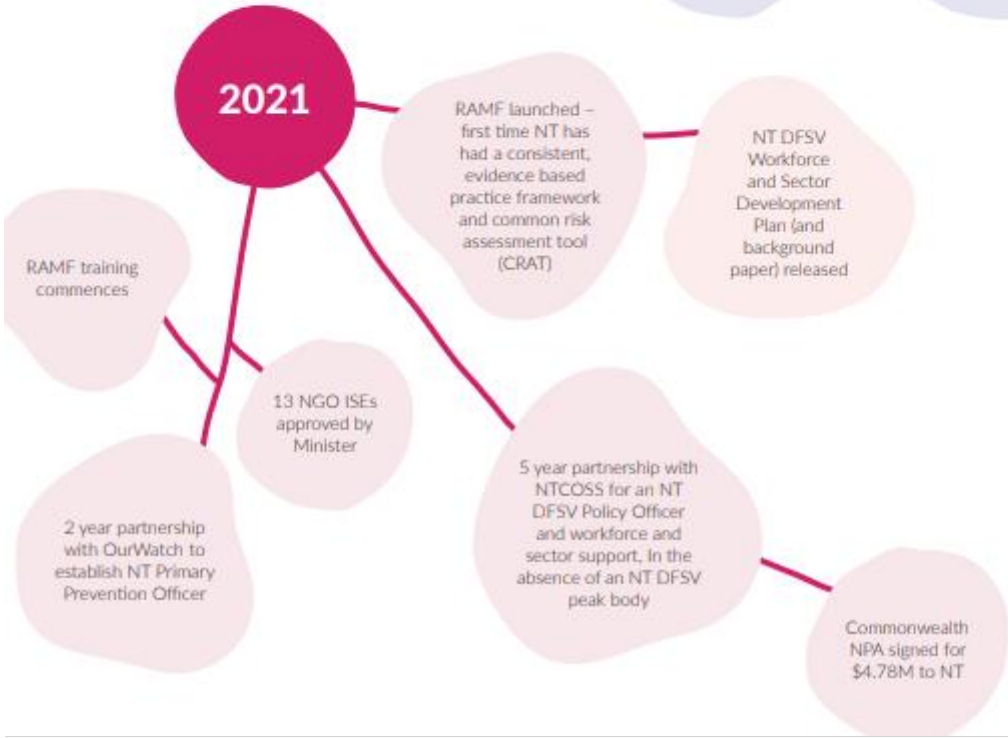 2021
RAMF launched –
first time NT has
had a consistent,
evidence based
practice framework
and common risk
assessment tool
(CRAT)
NT DFSV
Workforce
and Sector
Development
Plan (and
background
paper) released
RAMF training
commences
13 NGO ISEs
approved by
Minister
2 year partnership
with OurWatch to
establish NT Primary
Prevention Officer
5 year partnership with
NTCOSS for an NT
DFSV Policy Officer
and workforce and
sector support, In the
absence of an NT DFSV
peak body
Commonwealth
NPA signed for
$4.78M to NT